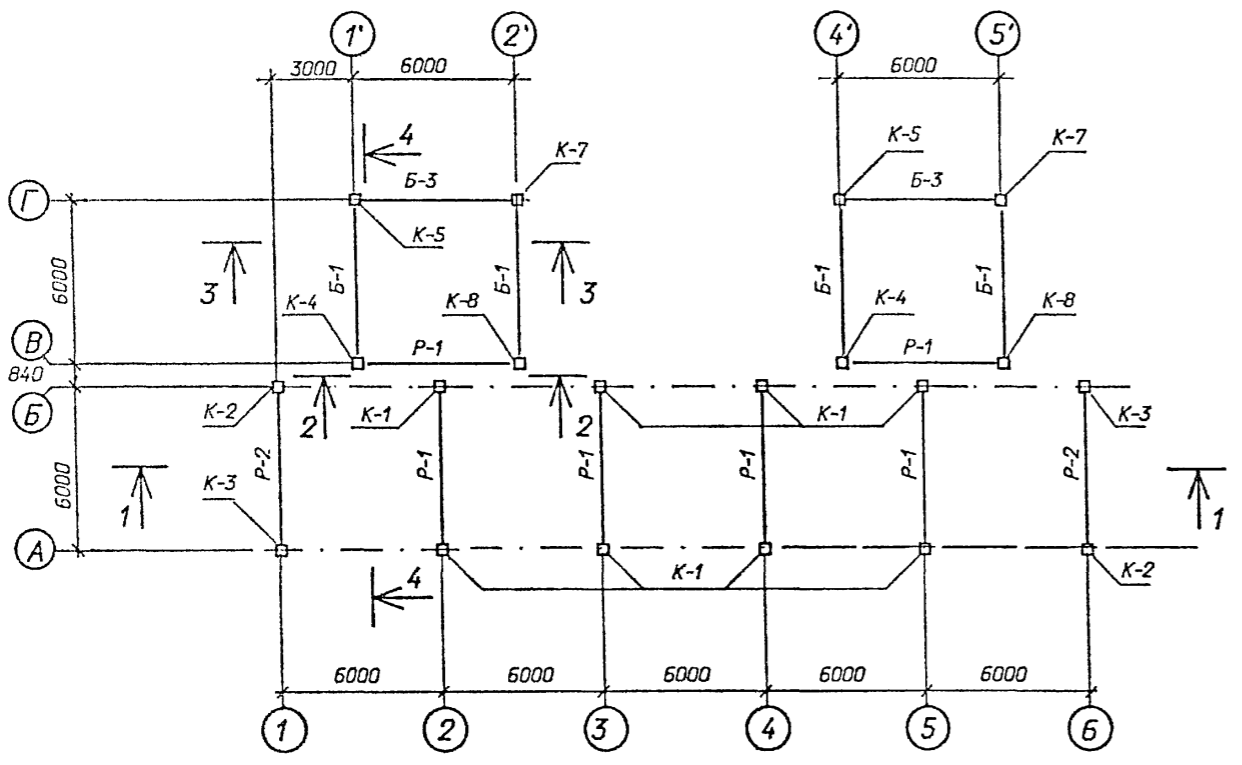 1' 2' 4' 5'
3000 6000 6000
4 К-7 К-5 К-7
Г Б-3 Б-3
К-5
6000 3 Б-1 Б-1 3 Б-1 Б-1
К-4 К-8 К-4 К-8
В Р-1 Р-1
840
Б К-2 2 К-1 2 К-1 К-3
6000 Р-2 Р-1 Р-1 Р-1 Р-1 Р-2
1 К-3 1
А
4 К-1 К-2
6000 6000 6000 6000 6000
1 2 3 4 5 6